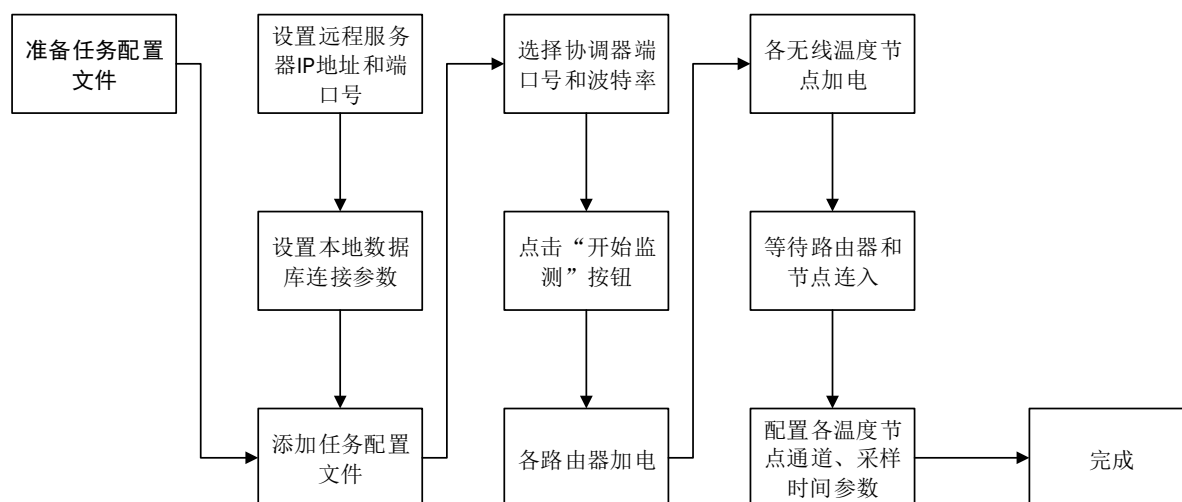 准备任务配置
文件
设置远程服务
器IP地址和端
口号
设置本地数据
库连接参数
添加任务配置
文件
选择协调器端
口号和波特率
点击“开始监
测”按钮
各路由器加电
各无线温度节
点加电
等待路由器和
节点连入
配置各温度节
点通道、采样
时间参数
完成